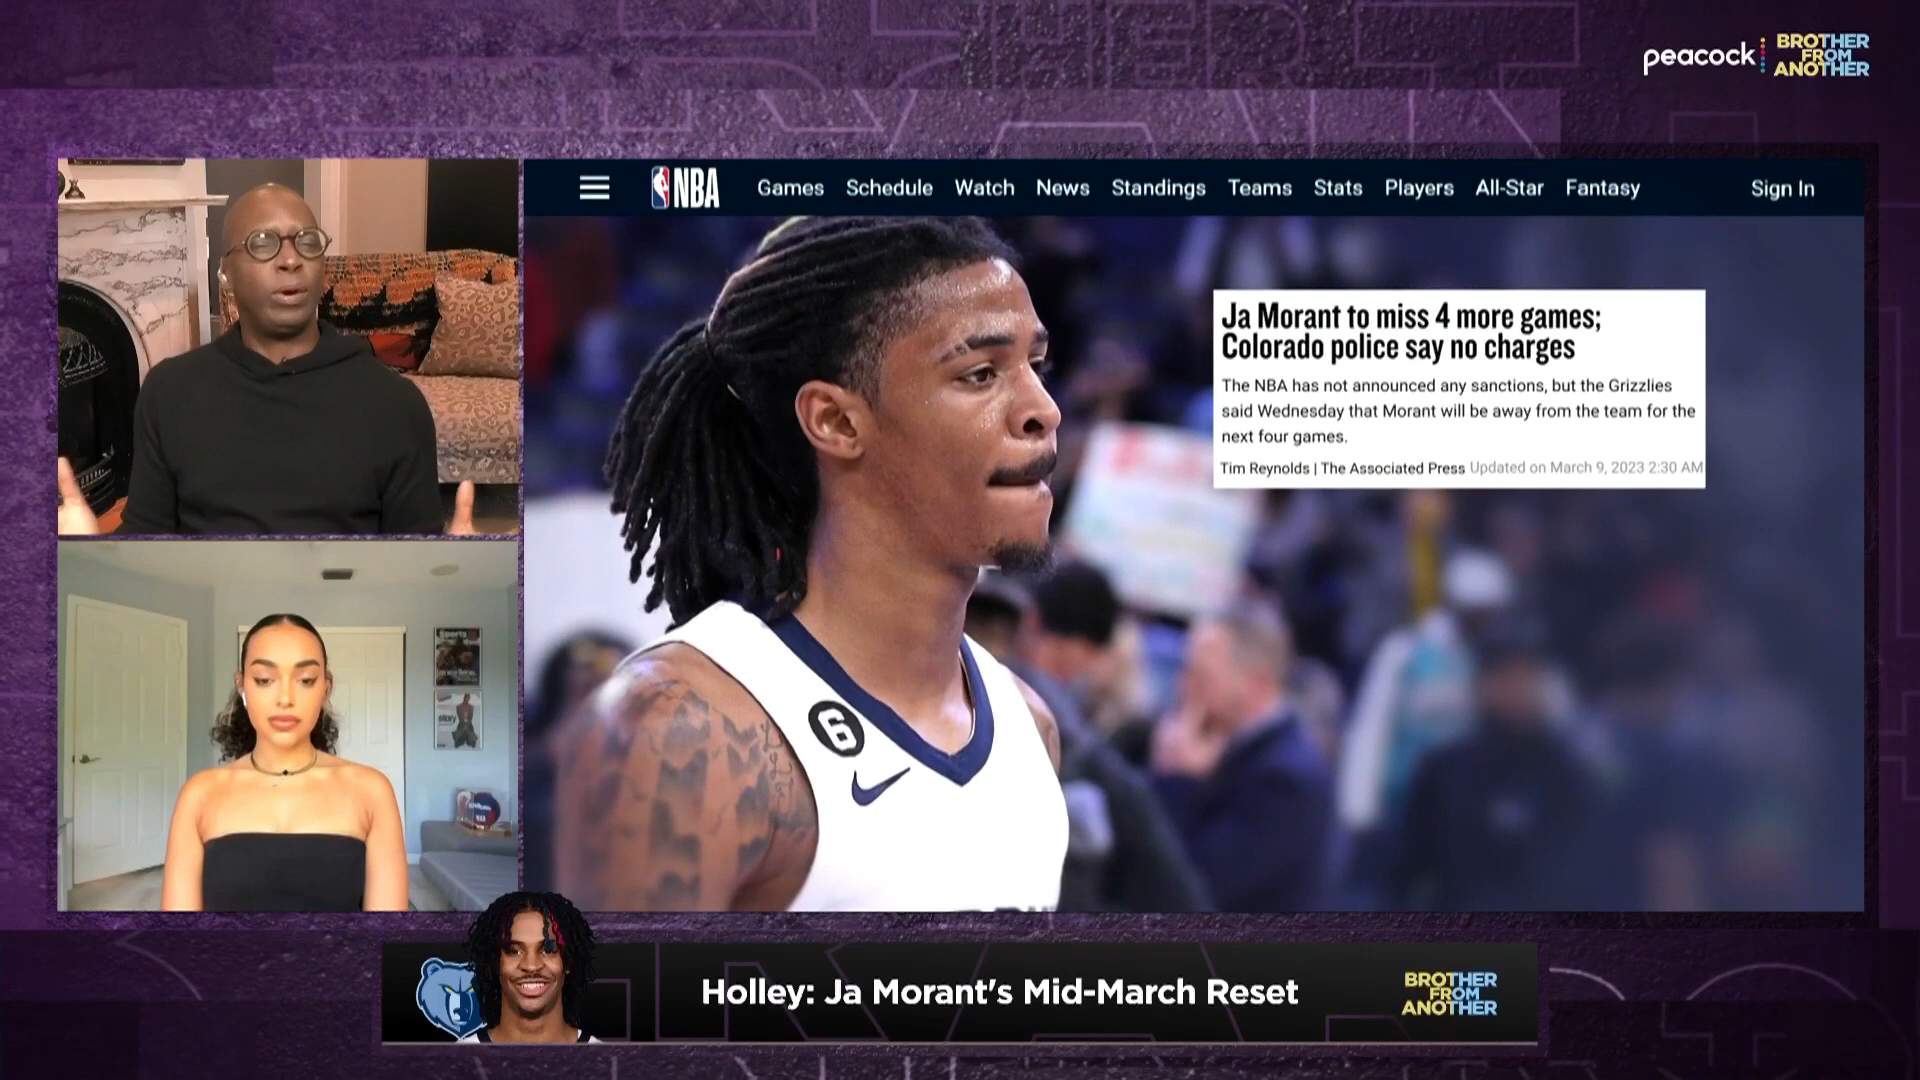 peacock
BROTHER
FROM
ANOTHER
NBA Games Schedule Watch News Standings Teams Stats Players All-Star Fantasy Sign In
Ja Morant to miss 4 more games;
Colorado police say no charges
The NBA has not announced any sanctions, but the Grizzlies
said Wednesday that Morant will be away from the team for the
next four games.
Tim Reynolds | The Associated Press Updated on March 9, 2023 2:30 AM
6
Sports
story
Holley: Ja Morant's Mid-March Reset
BROTHER
FROM
ANOTHER